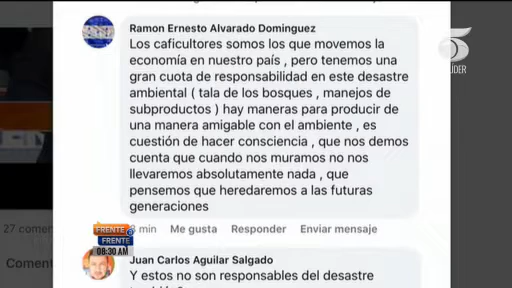 Ramon Ernesto Alvarado Dominguez
Los caficultores somos los que movemos la
economía en nuestro país , pero tenemos una
gran cuota de responsabilidad en este desastre
ambiental ( tala de los bosques , manejos de
subproductos ) hay maneras para producir de
una manera amigable con el ambiente , es
cuestión de hacer consciencia , que nos demos
cuenta que cuando nos muramos no nos
llevaremos absolutamente nada , que
pensemos que heredaremos a las futuras
generaciones
5
LÍDER
27 comen
min Me gusta Responder Enviar mensaje
FRENTE a
FRENTE
08:30 AM
Comen
Juan Carlos Aguilar Salgado
Y estos no son responsables del desastre